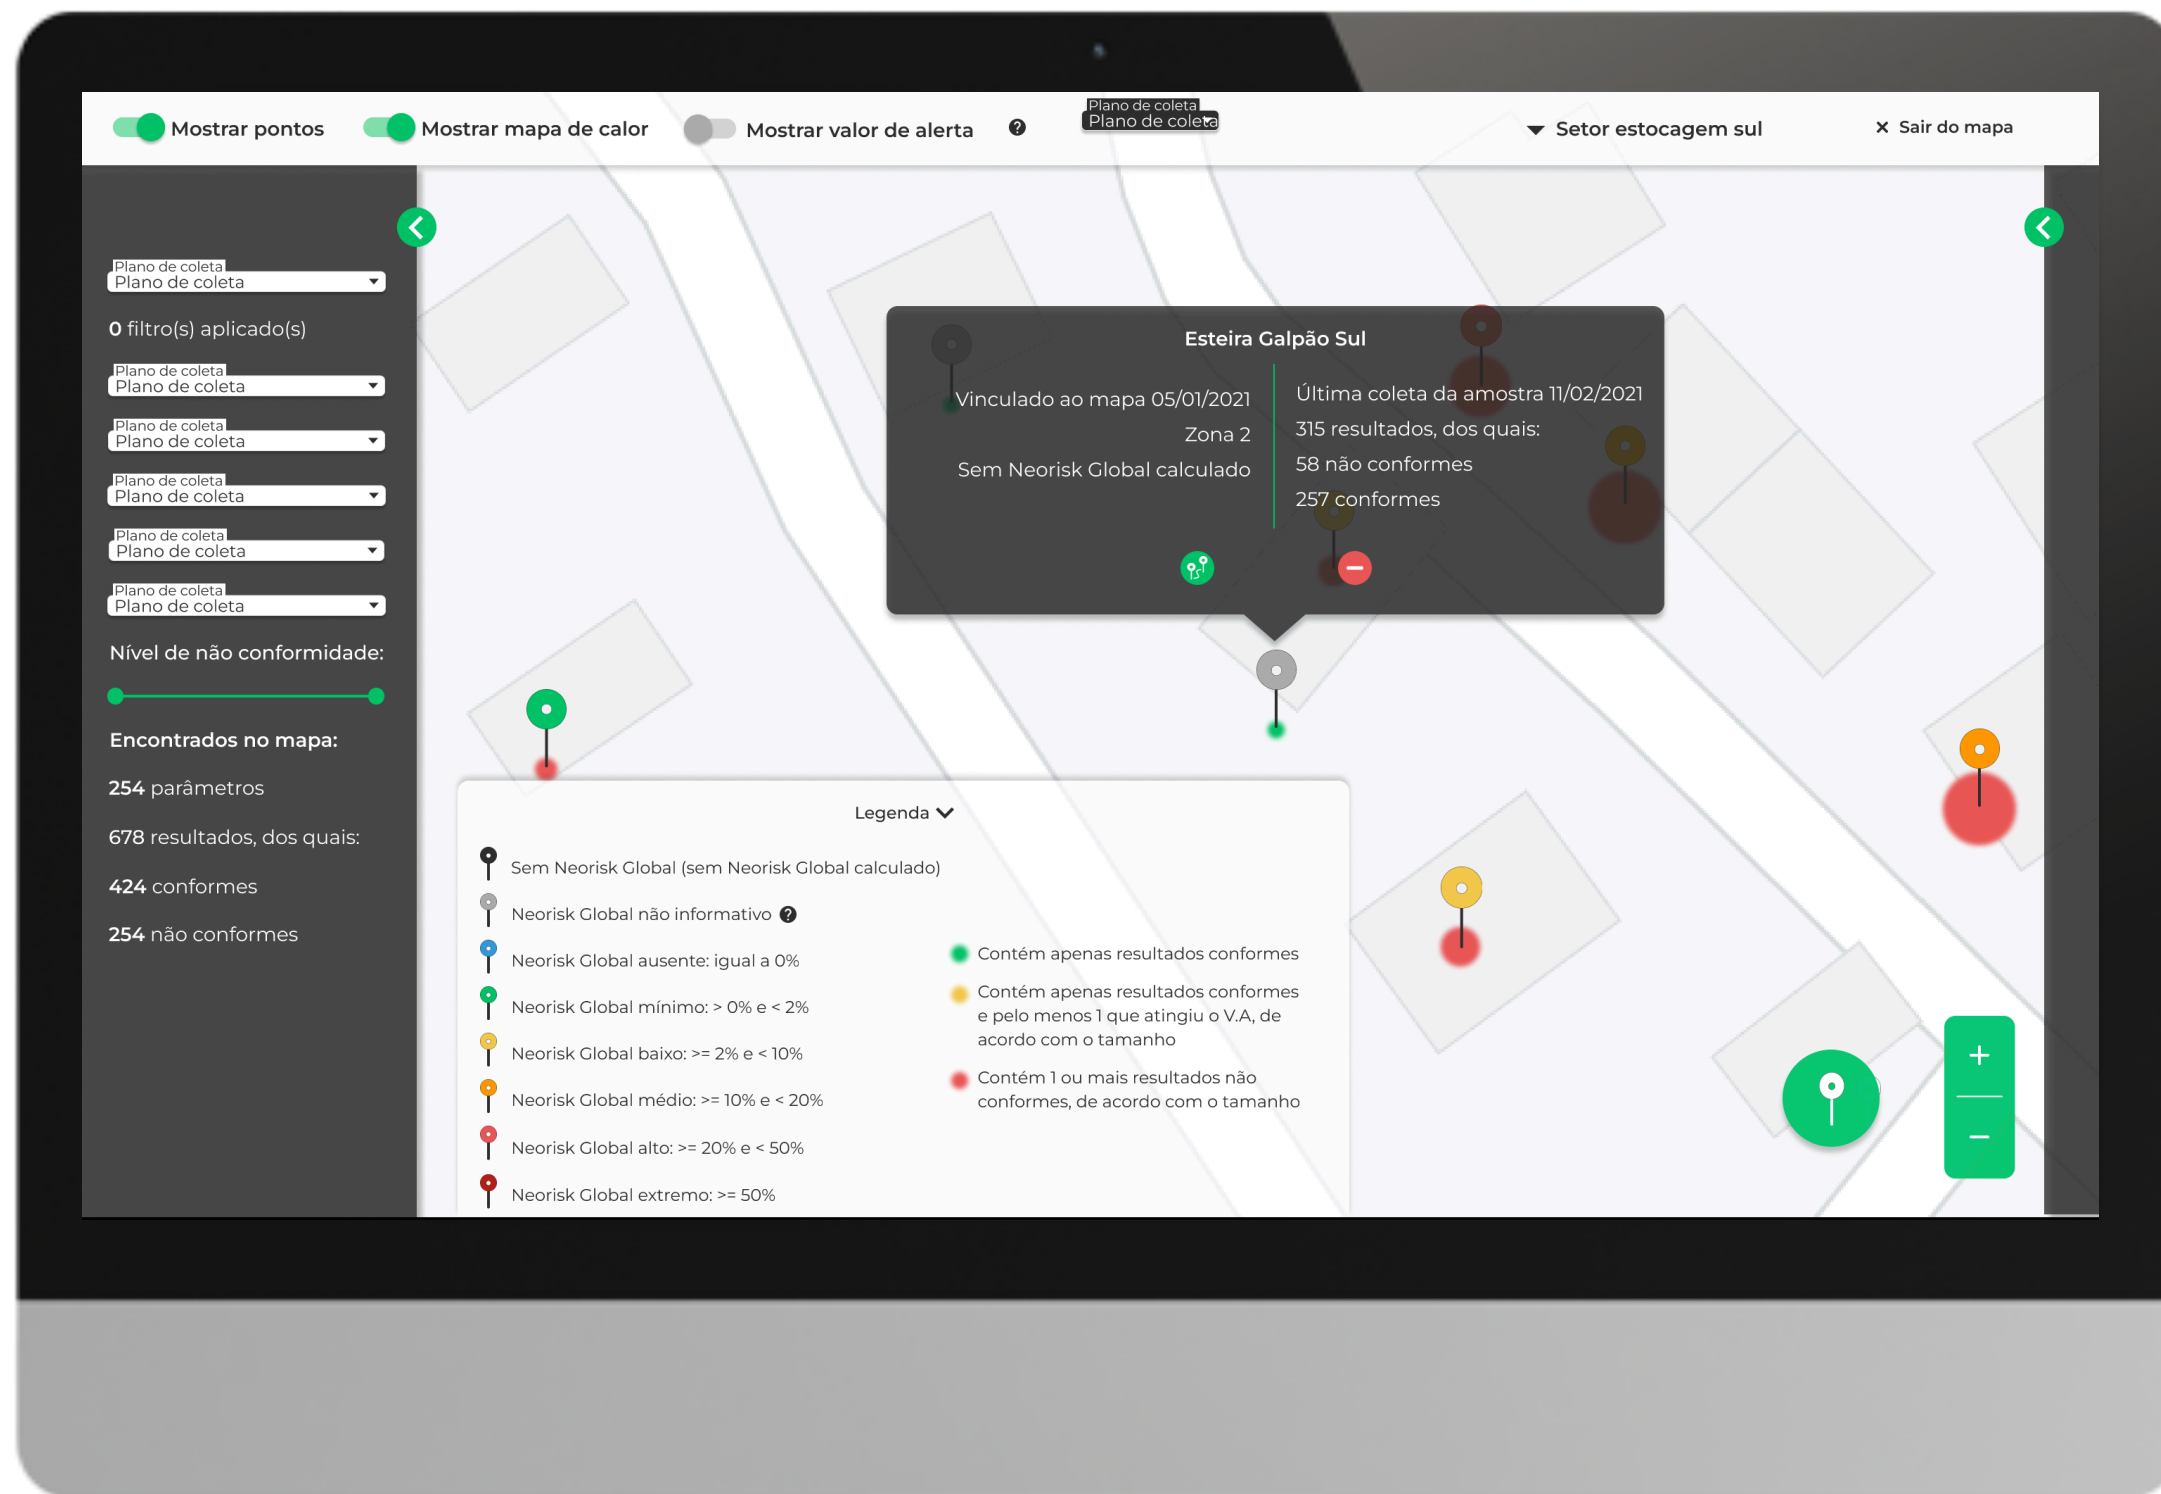 Mostrar pontos
Mostrar mapa de calor
Mostrar valor de alerta
Plano de coleta
Plano de coleta
Setor estocagem sul
Sair do mapa
Plano de coleta
Plano de coleta
0 filtro(s) aplicado(s)
Plano de coleta
Plano de coleta
Plano de coleta
Plano de coleta
Plano de coleta
Plano de coleta
Plano de coleta
Plano de coleta
Plano de coleta
Plano de coleta
Nível de não conformidade:
Encontrados no mapa:
254 parâmetros
678 resultados, dos quais:
424 conformes
254 não conformes
Esteira Galpão Sul
Vinculado ao mapa 05/01/2021
Zona 2
Sem Neorisk Global calculado
Última coleta da amostra 11/02/2021
315 resultados, dos quais:
58 não conformes
257 conformes
Legenda
Sem Neorisk Global (sem Neorisk Global calculado)
Neorisk Global não informativo
Neorisk Global ausente: igual a 0%
Neorisk Global mínimo: > 0% e < 2%
Neorisk Global baixo: >= 2% e < 10%
Neorisk Global médio: >= 10% e < 20%
Neorisk Global alto: >= 20% e < 50%
Neorisk Global extremo: >= 50%
Contém apenas resultados conformes
Contém apenas resultados conformes
e pelo menos 1 que atingiu o V.A, de
acordo com o tamanho
Contém 1 ou mais resultados não
conformes, de acordo com o tamanho